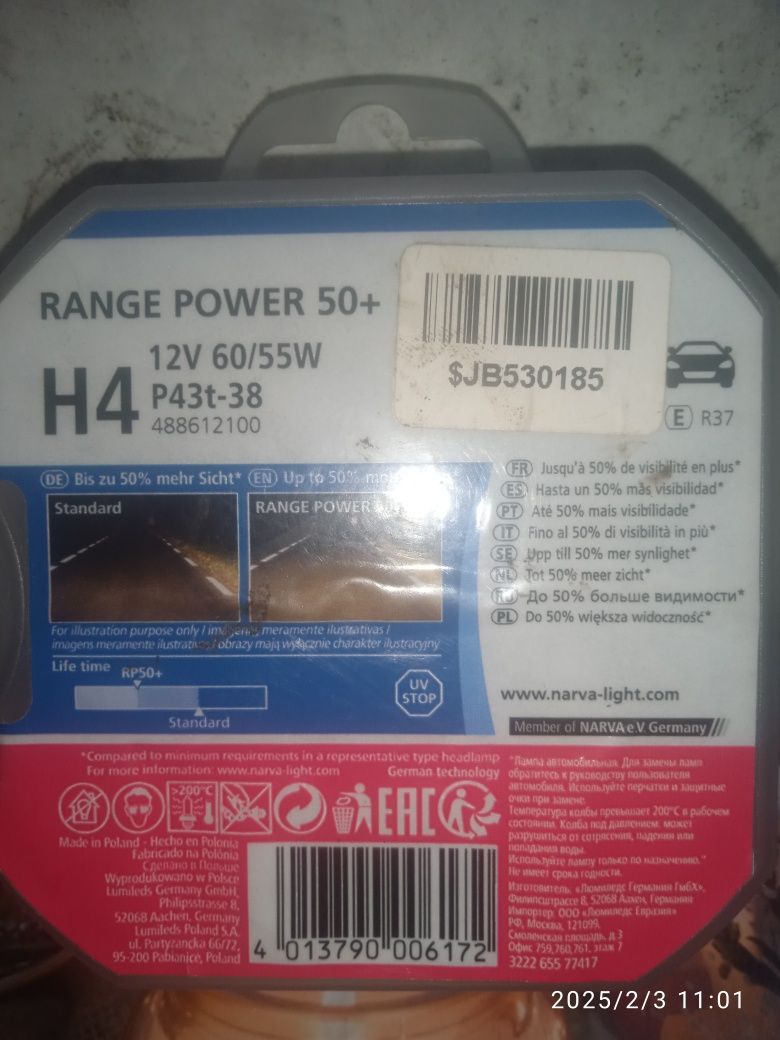 RANGE POWER 50+
H4
12V 60/55W
P43t-38
488612100
$JB530185
E R37
DE Bis zu 50% mehr Sicht*
EN Up to 50%
Standard
RANGE POWER
For illustration purpose only / imagenes meramente ilustrativas /
imagens meramente obrazy mają wyłącznie charakter ilustracyjny
Life time
RP50+
Standard
UV
STOP
FR Jusqu'à 50% de visibilité en plus*
ES Hasta un 50% más visibilidad*
PT Até 50% mais visibilidade*
IT Fino al 50% di visibilità in più*
SE Upp till 50% mer synlighet*
NL Tot 50% meer zicht*
RU До 50% больше видимости*
PL Do 50% większa widoczność*
www.narva-light.com
Member of NARVA e V Germany
*Compared to minimum requirements in a representative type headlamp
For more information: www.narva-light.com
German technology
>200°C
EAC
Made in Poland - Hecho en Polonia
Fabricado na Polónia
Сделано в Польше
Wyprodukowano w Polsce
Lumileds Germany GmbH,
Philipsstrasse 8,
52068 Aachen, Germany
Lumileds Poland S.A.
ul. Partyzancka 66/72,
95-200 Pabianice, Poland
4 013790 006172
*Лампа автомобильная. Для замены ламп
обратитесь к руководству пользователя
автомобиля. Используйте перчатки и защитные
очки при замене.
Температура колбы превышает 200°C в рабочем
состоянии. Колба под давлением: может
разрушиться от сотрясения, падения или
попадания воды.
Используйте лампу только по назначению."
Не имеет срока годности.
Изготовитель: «Люмиледс Германия ГмбХ»,
Филипсштрассе 8, 52068 Аахен, Германия
Импортер: ООО «Люмиледс Евразия»
РФ, Москва, 121099,
Смоленская площадь, д.3
Офис 759,760,761, этаж 7
3222 655 77417
2025/2/3 11:01